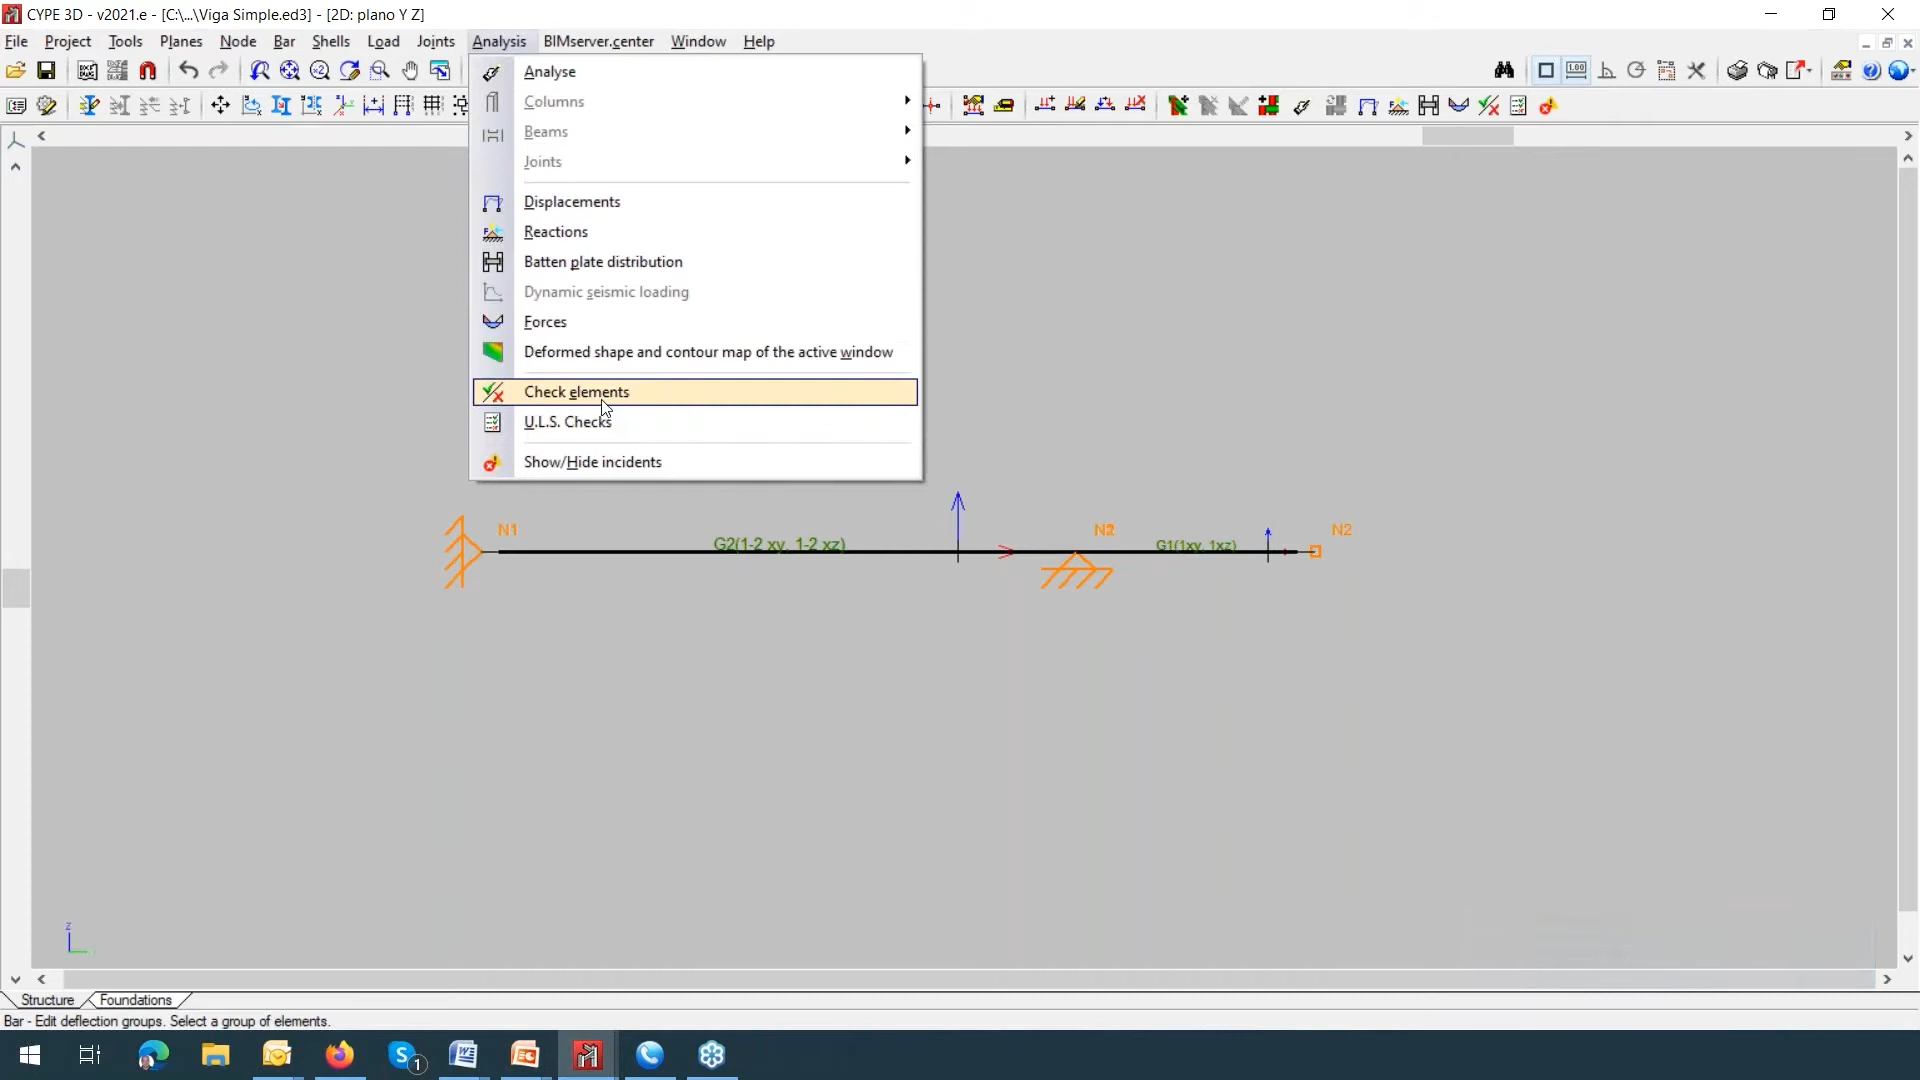 CYPE 3D - v2021.e - [C:\...\Viga Simple.ed3] - [2D: plano Y Z]
File Project Tools Planes Node Bar Shells Load Joints Analysis BIMserver.center Window Help
Analyse
Columns
Beams
Joints
Displacements
Reactions
Batten plate distribution
Dynamic seismic loading
Forces
Deformed shape and contour map of the active window
Check elements
U.L.S. Checks
Show/Hide incidents
N1 N2 N2
G2(1-2 xy, 1-2 xz) G1(1xy, 1xz)
z
Structure Foundations
Bar - Edit deflection groups. Select a group of elements.
1